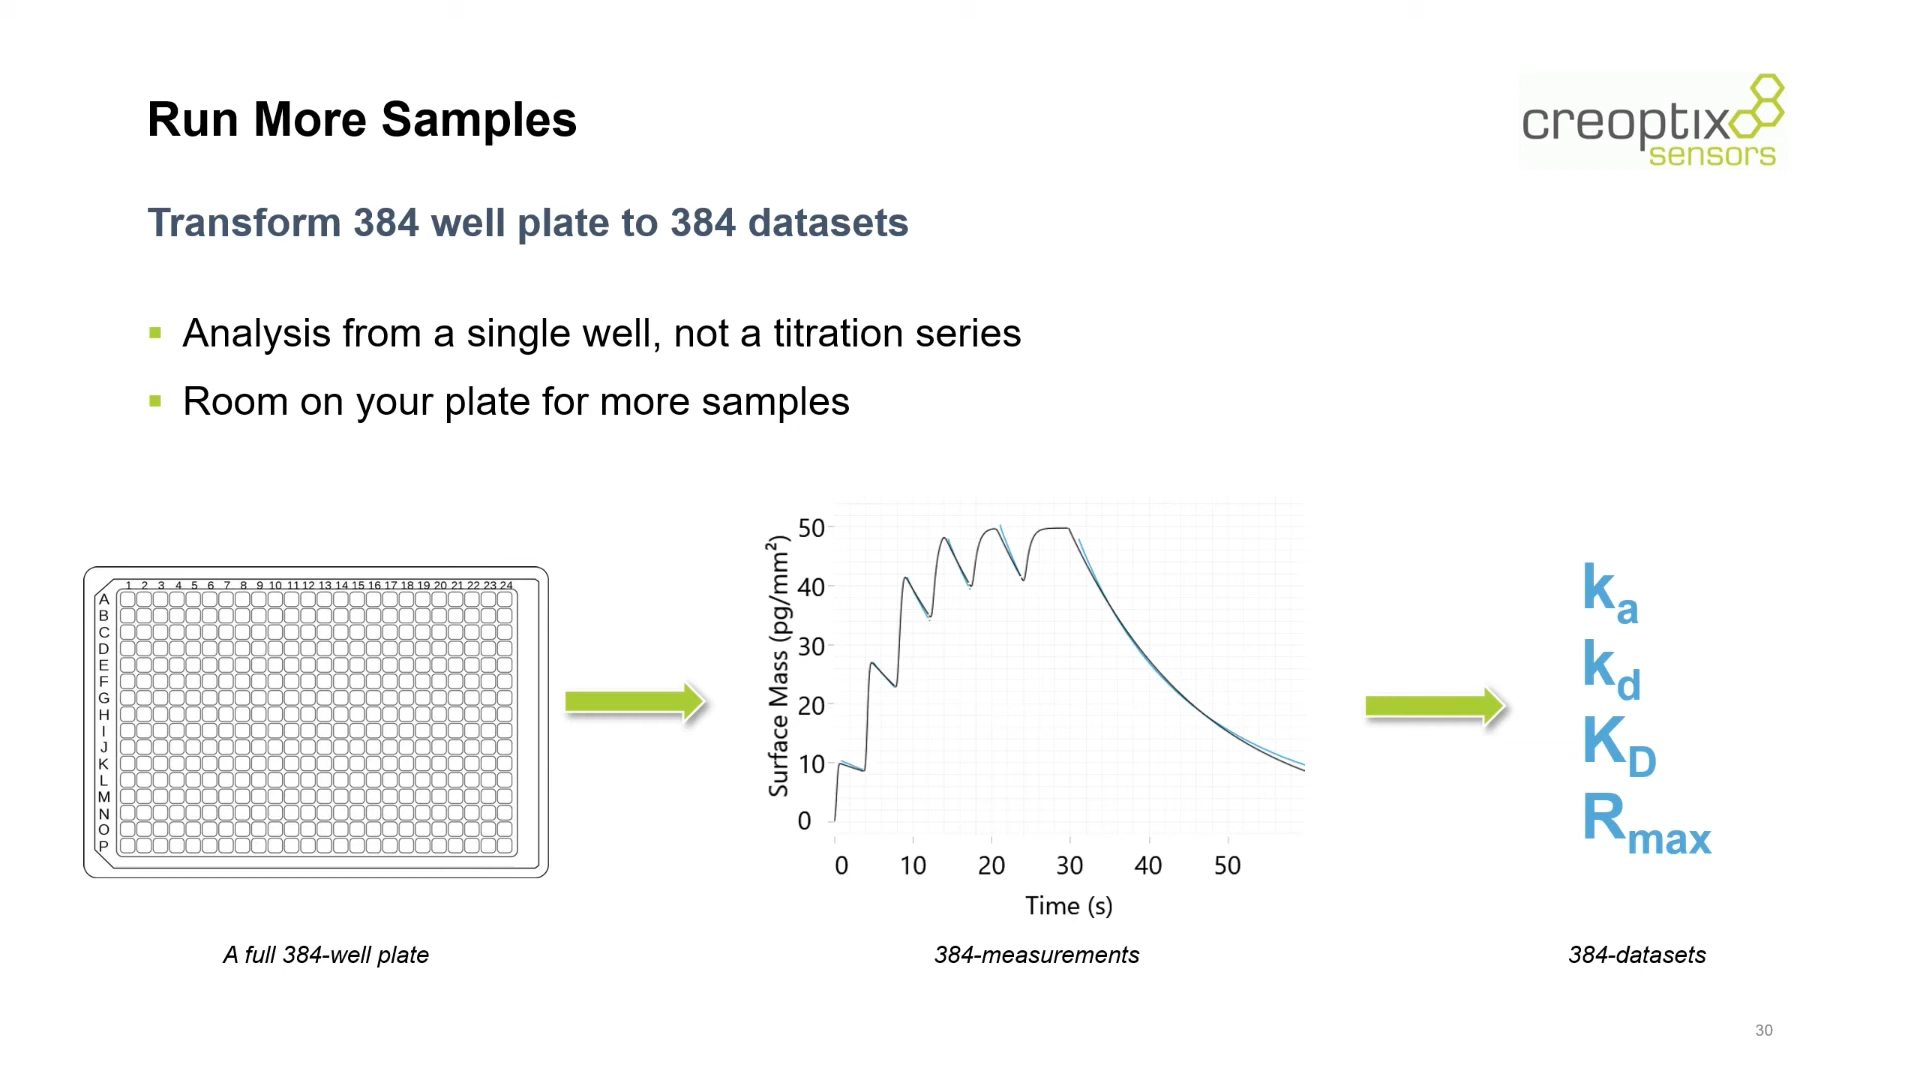 Run More Samples
creoptix
sensors
Transform 384 well plate to 384 datasets
▪ Analysis from a single well, not a titration series
▪ Room on your plate for more samples
1 2 3 4 5 6 7 8 9 10 11 12 13 14 15 16 17 18 19 20 21 22 23 24
A
B
C
D
E
F
G
H
I
J
K
L
M
N
O
P
A full 384-well plate
Surface Mass (pg/mm²)
50
40
30
20
10
0
0 10 20 30 40 50
Time (s)
384-measurements
ka
kd
KD
Rmax
384-datasets
30